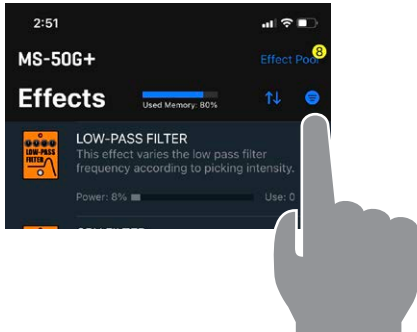 2:51
MS-50G+
Effect Pool
8
Effects
Used Memory: 80%
LOW-PASS
FILTER
LOW-PASS FILTER
This effect varies the low pass filter
frequency according to picking intensity.
Power: 8%
Use: 0